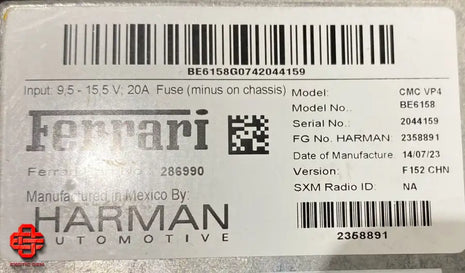 BE6158G0742044159
Input: 9,5 - 15,5 V; 20A Fuse (minus on chassis)
Model: CMC VP4
Model No.. BE6158
Serial No.: 2044159
FG No. HARMAN: 2358891
Date of Manufacture. 14/07/23
Version: F152 CHN
SXM Radio ID: NA
2358891
Ferrari
Ferrari 286990
Manufactured in Mexico By:
HARMAN
AUTOMOTIVE